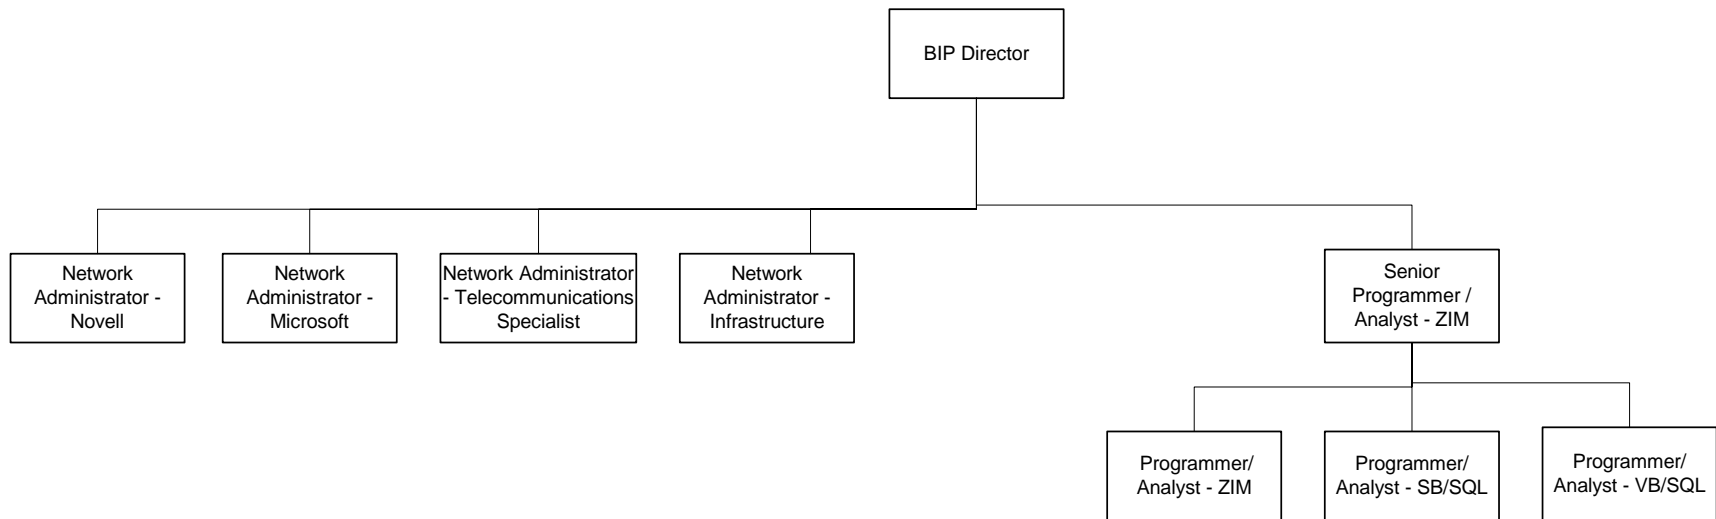 BIP Director
Network
Administrator -
Novell
Network
Administrator -
Microsoft
Network Administrator
- Telecommunications
Specialist
Network
Administrator -
Infrastructure
Senior
Programmer /
Analyst - ZIM
Programmer/
Analyst - ZIM
Programmer/
Analyst - SB/SQL
Programmer/
Analyst - VB/SQL